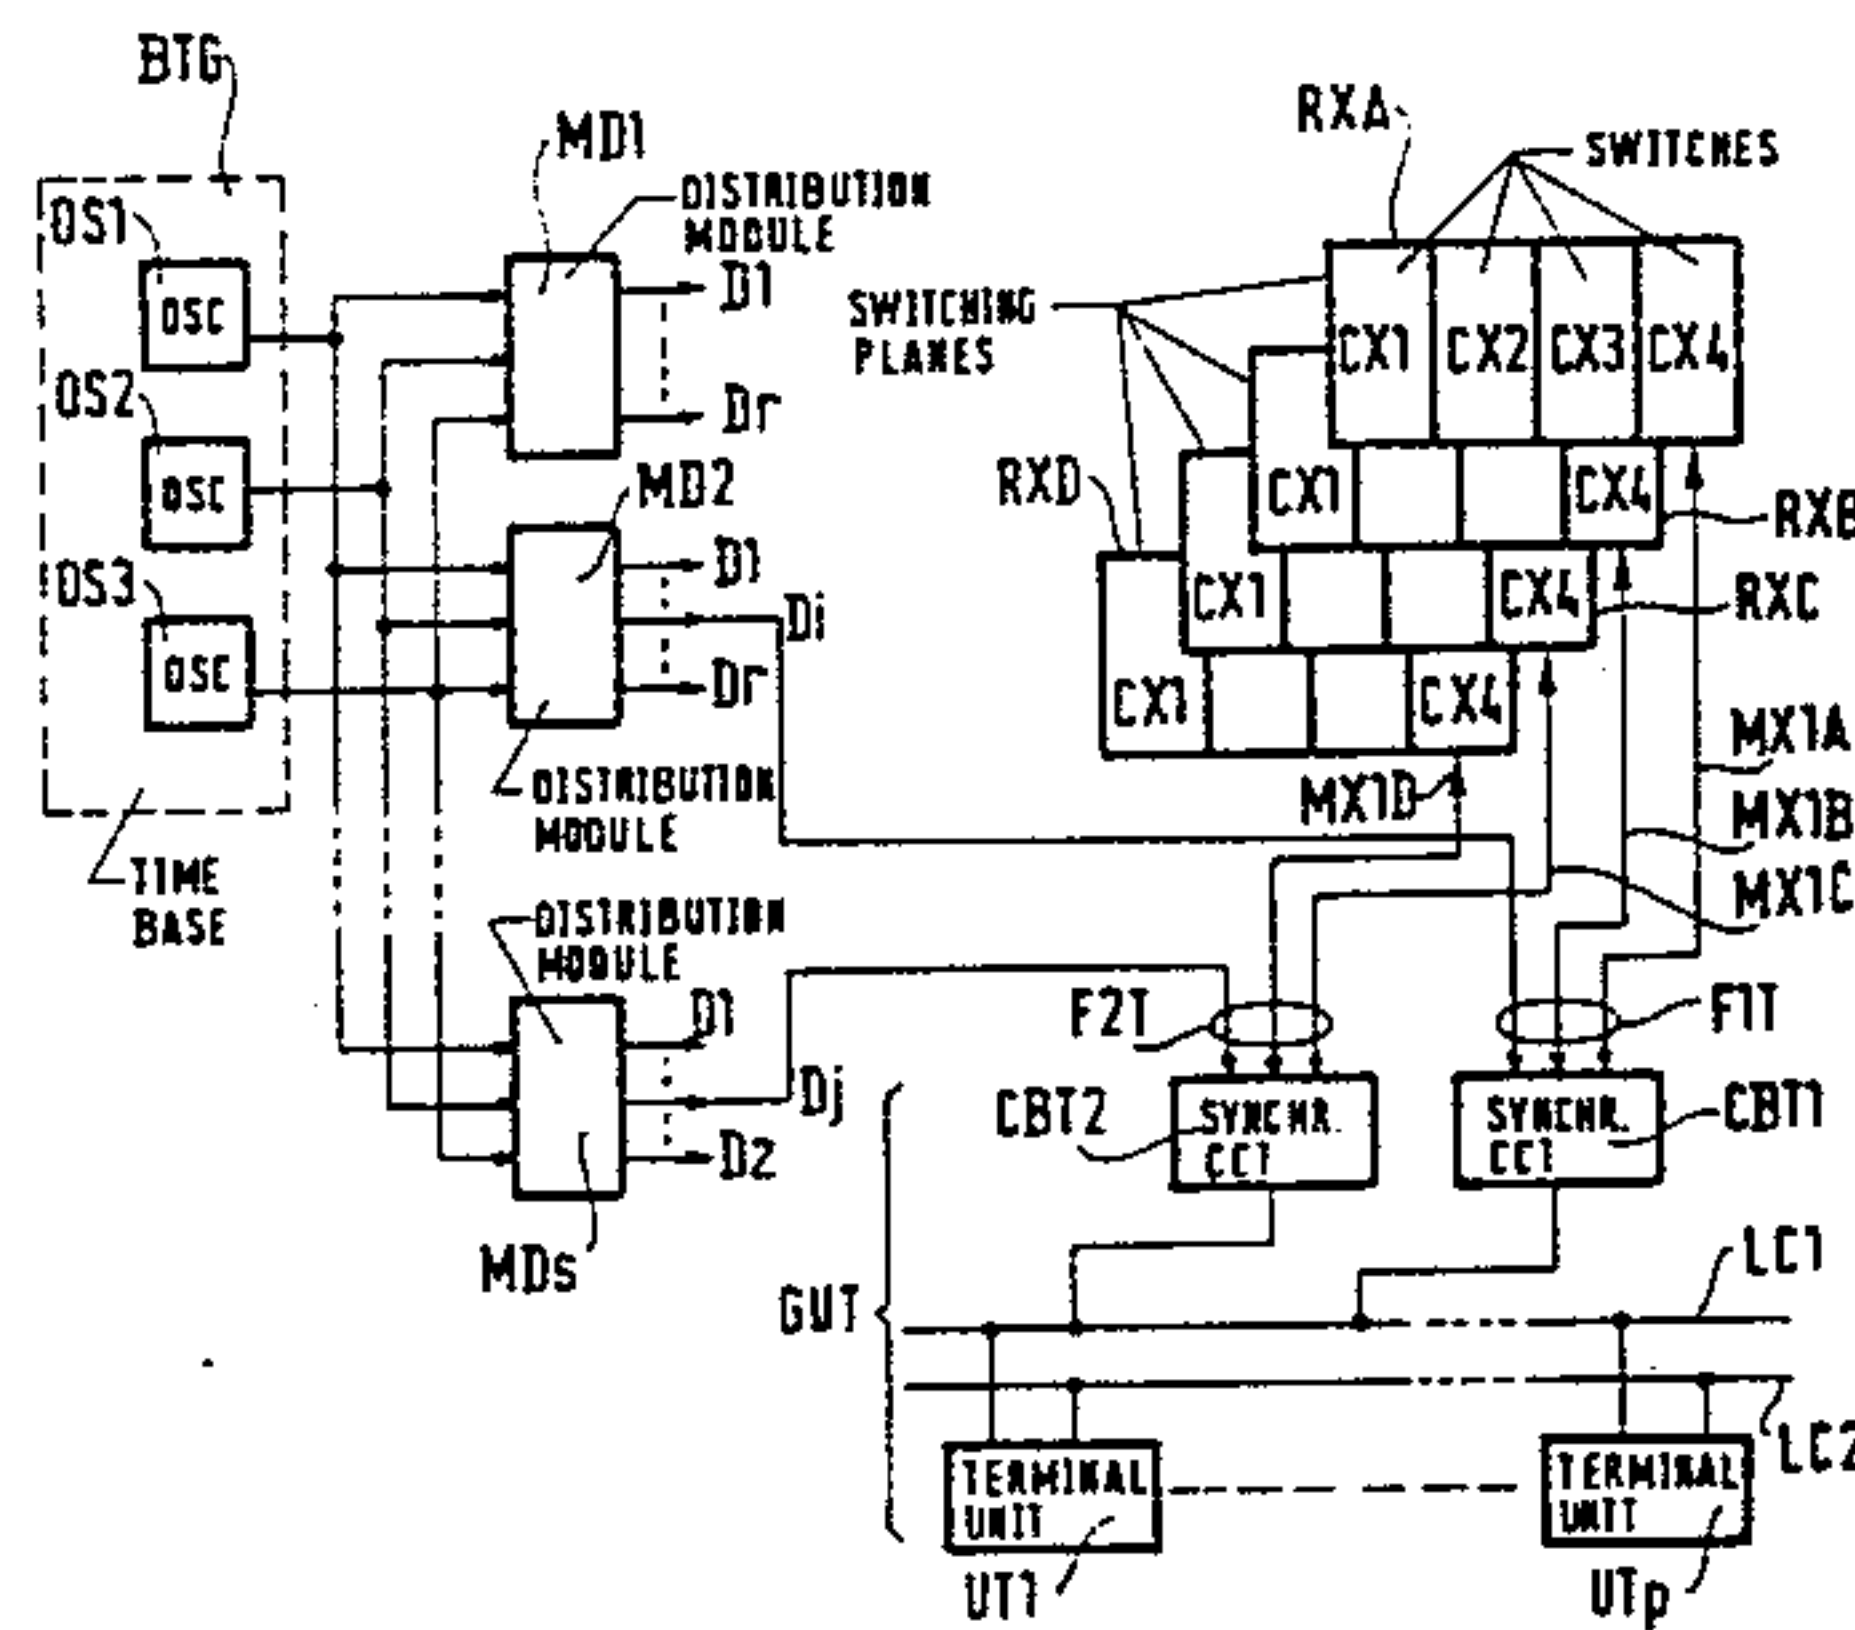 BTG
OS1
OSC
OS2
OSC
OS3
OSC
TIME
BASE
MD1
DISTRIBUTION
MODULE
D1
Dr
MD2
D1
Di
Dr
DISTRIBUTION
MODULE
DISTRIBUTION
MODULE
D1
Dj
Dz
MDs
RXA
SWITCHES
SWITCHING
PLANES
CX1 CX2 CX3 CX4
CX1 CX4
RXB
RXD
CX1 CX4
RXC
CX1 CX4
MX1D
MX1A
MX1B
MX1C
F2T
F1T
CBT2
SYNCHR.
CCT
SYNCHR.
CCT
CBT1
GUT
LC1
LC2
TERMINAL
UNIT
UT1
TERMINAL
UNIT
UTp